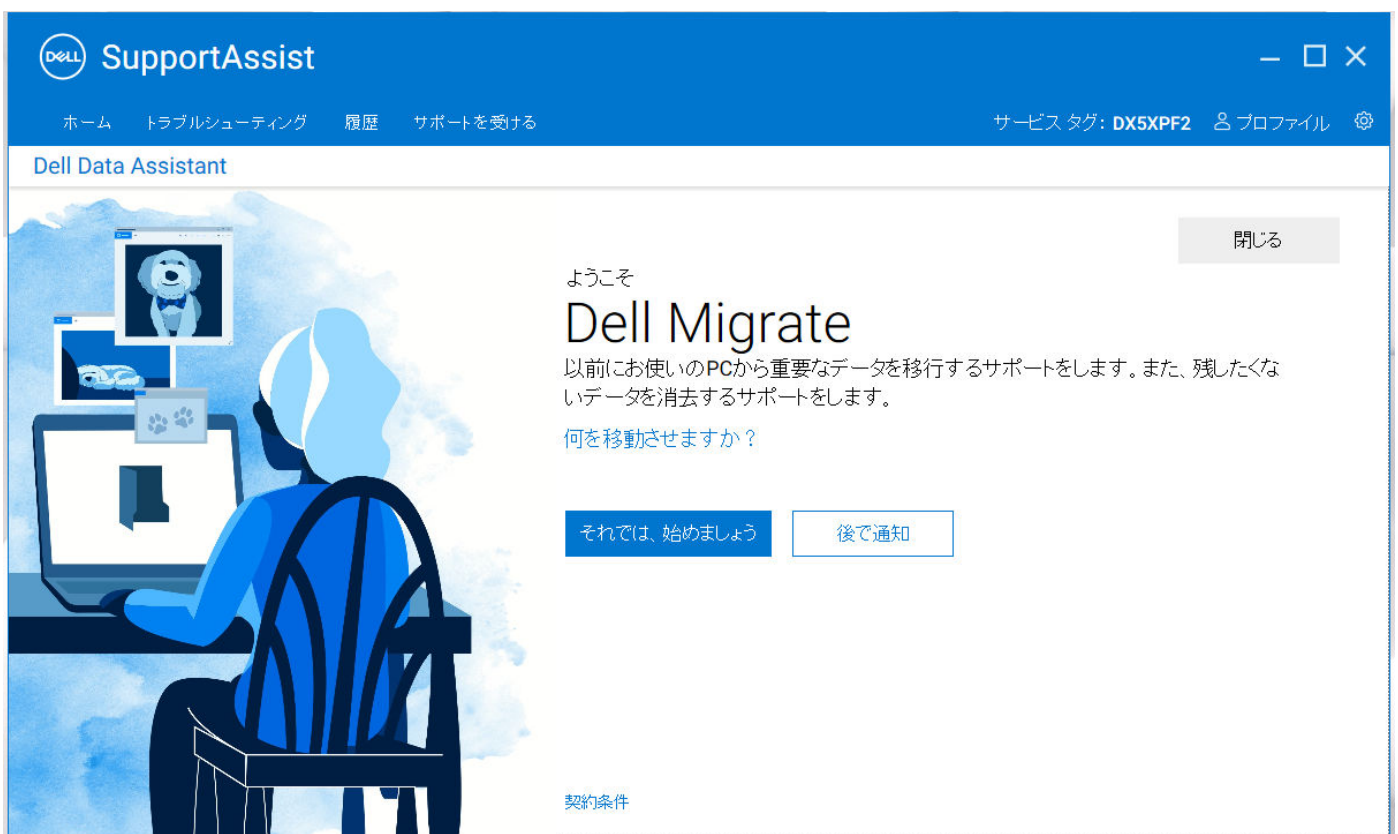 DELL SupportAssist
ホーム トラブルシューティング 履歴 サポートを受ける サービス タグ: DX5XPF2 プロファイル
Dell Data Assistant
閉じる
ようこそ
Dell Migrate
以前にお使いのPCから重要なデータを移行するサポートをします。また、残したくな
いデータを消去するサポートをします。
何を移動させますか？
それでは、始めましょう 後で通知
契約条件